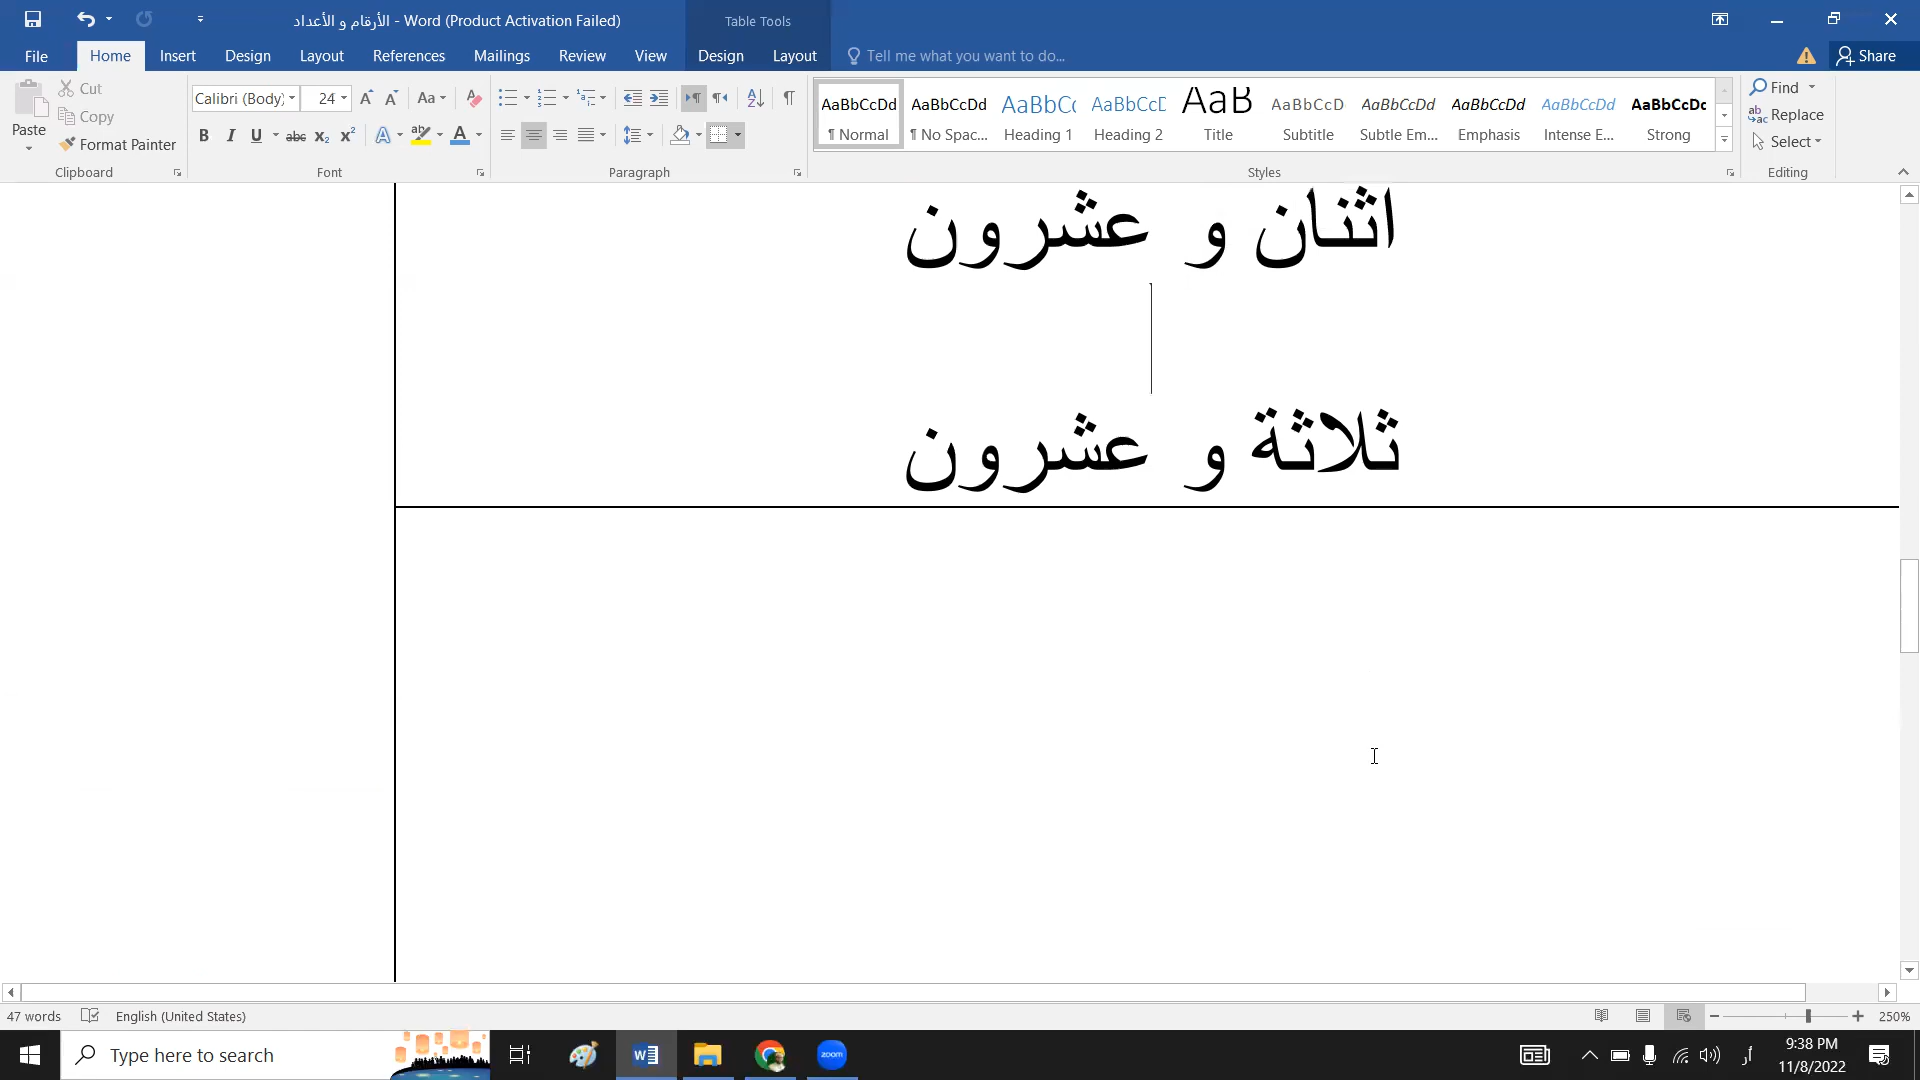 الأرقام و الأعداد - Word (Product Activation Failed)
Table Tools
File Home Insert Design Layout References Mailings Review View Design Layout Tell me what you want to do... Share
Paste
Cut
Copy
Format Painter
Clipboard
Calibri (Body) 24
Font
Paragraph
AaBbCcDd AaBbCcDd AaBbC AaBbCcD AaB AaBbCcD AaBbCcDd AaBbCcDd AaBbCcDd AaBbCcDc
¶ Normal ¶ No Spac... Heading 1 Heading 2 Title Subtitle Subtle Em... Emphasis Intense E... Strong
Styles
Find
Replace
Select
Editing
اثنان و عشرون
ثلاثة و عشرون
47 words English (United States) 250%
Type here to search
zoom
9:38 PM
11/8/2022